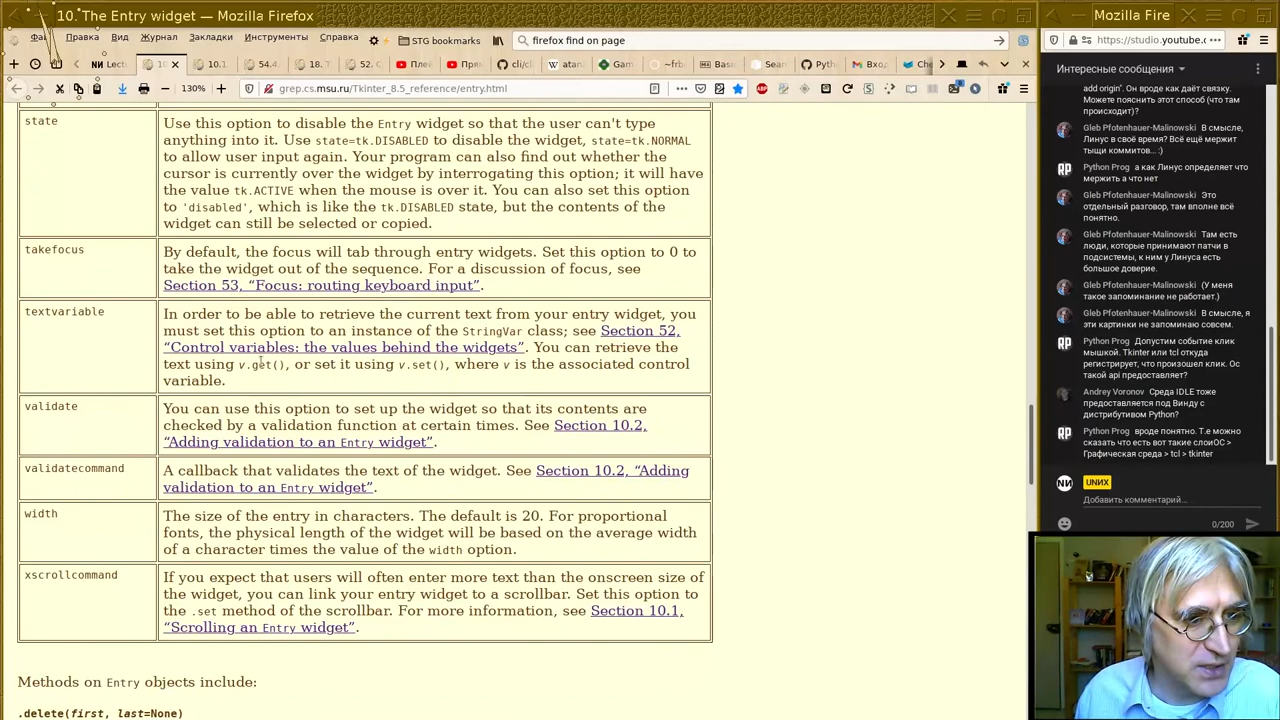 10. The Entry widget — Mozilla Firefox
Mozilla Fire
Файл Правка Вид Журнал Закладки Инструменты Справка
STG bookmarks
firefox find on page
https://studio.youtube.c
Lect
10.
10.1
54.4
18. T
52. C
Пле
Пря
cli/c
atan
Gam
~frb
Bas
Sean
Pyth
Вход
Che
130%
grep.cs.msu.ru/Tkinter_8.5_reference/entry.html
state
Use this option to disable the Entry widget so that the user can't type
anything into it. Use state=tk.DISABLED to disable the widget, state=tk.NORMAL
to allow user input again. Your program can also find out whether the
cursor is currently over the widget by interrogating this option; it will have
the value tk.ACTIVE when the mouse is over it. You can also set this option
to 'disabled', which is like the tk.DISABLED state, but the contents of the
widget can still be selected or copied.
takefocus
By default, the focus will tab through entry widgets. Set this option to 0 to
take the widget out of the sequence. For a discussion of focus, see
Section 53, “Focus: routing keyboard input”.
textvariable
In order to be able to retrieve the current text from your entry widget, you
must set this option to an instance of the StringVar class; see Section 52,
“Control variables: the values behind the widgets”. You can retrieve the
text using v.get(), or set it using v.set(), where v is the associated control
variable.
validate
You can use this option to set up the widget so that its contents are
checked by a validation function at certain times. See Section 10.2,
“Adding validation to an Entry widget”.
validatecommand
A callback that validates the text of the widget. See Section 10.2, “Adding
validation to an Entry widget”.
width
The size of the entry in characters. The default is 20. For proportional
fonts, the physical length of the widget will be based on the average width
of a character times the value of the width option.
xscrollcommand
If you expect that users will often enter more text than the onscreen size of
the widget, you can link your entry widget to a scrollbar. Set this option to
the .set method of the scrollbar. For more information, see Section 10.1,
“Scrolling an Entry widget”.
Methods on Entry objects include:
.delete(first, last=None)
Интересные сообщения
add origin'. Он вроде как даёт связку.
Можете пояснить этот способ (что там
происходит)?
Gleb Pfotenhauer-Malinowski В смысле,
Линус в своё время? Всё ещё мержит
тыщи коммитов... :)
Python Prog а как Линус определяет что
мержить а что нет
Gleb Pfotenhauer-Malinowski Это
отдельный разговор, там вполне всё
понятно.
Gleb Pfotenhauer-Malinowski Там есть
люди, которые принимают патчи в
подсистемы, к ним у Линуса есть
большое доверие.
Gleb Pfotenhauer-Malinowski (У меня
такое запоминание не работает.)
Gleb Pfotenhauer-Malinowski В смысле, я
эти картинки не запоминаю совсем.
Python Prog Допустим событие клик
мышкой. Tkinter или tcl откуда
регистрирует, что произошел клик. Ос
такой api предоставляет?
Andrey Voronov Среда IDLE тоже
предоставляется под Винду с
дистрибутивом Python?
Python Prog вроде понятно. Т.е можно
сказать что есть вот такие слоиОС >
Графическая среда > tcl > tkinter
UNИX
Добавить комментарий...
0/200